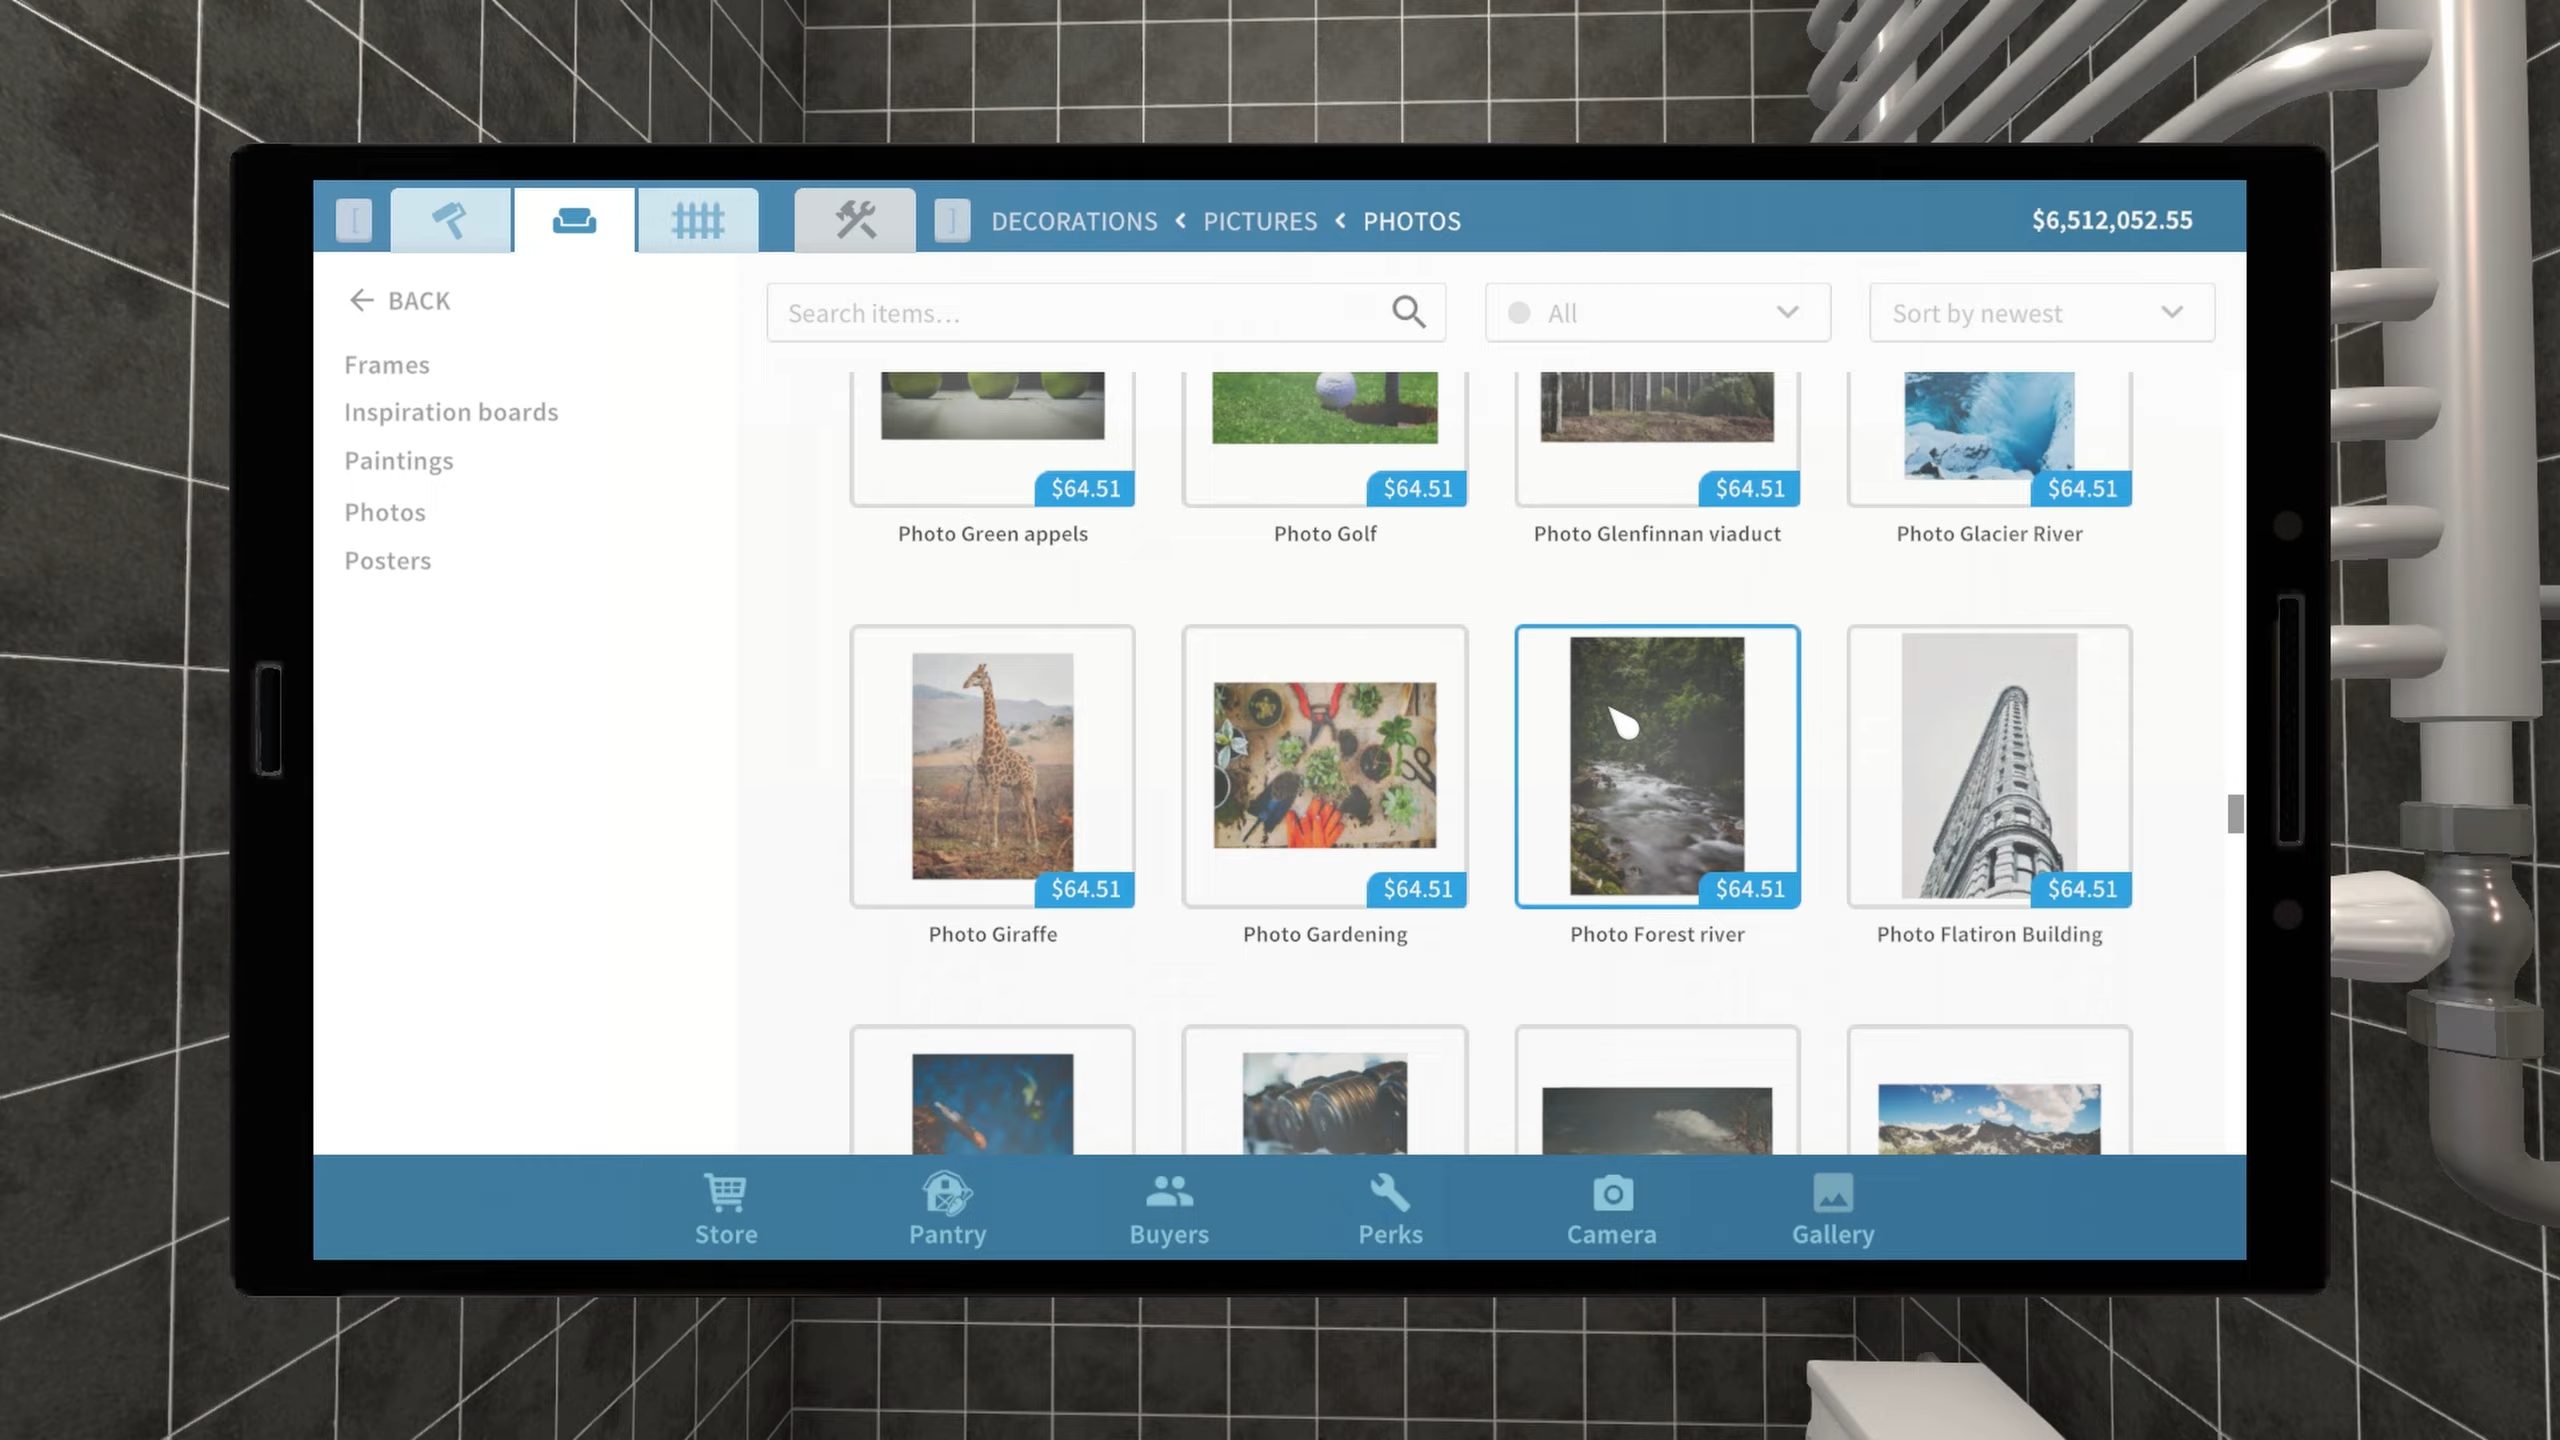 [
]
DECORATIONS < PICTURES < PHOTOS
$6,512,052.55
BACK
Search items...
All
Sort by newest
Frames
Inspiration boards
Paintings
Photos
Posters
$64.51
$64.51
$64.51
$64.51
Photo Green appels
Photo Golf
Photo Glenfinnan viaduct
Photo Glacier River
$64.51
$64.51
$64.51
$64.51
Photo Giraffe
Photo Gardening
Photo Forest river
Photo Flatiron Building
Store
Pantry
Buyers
Perks
Camera
Gallery